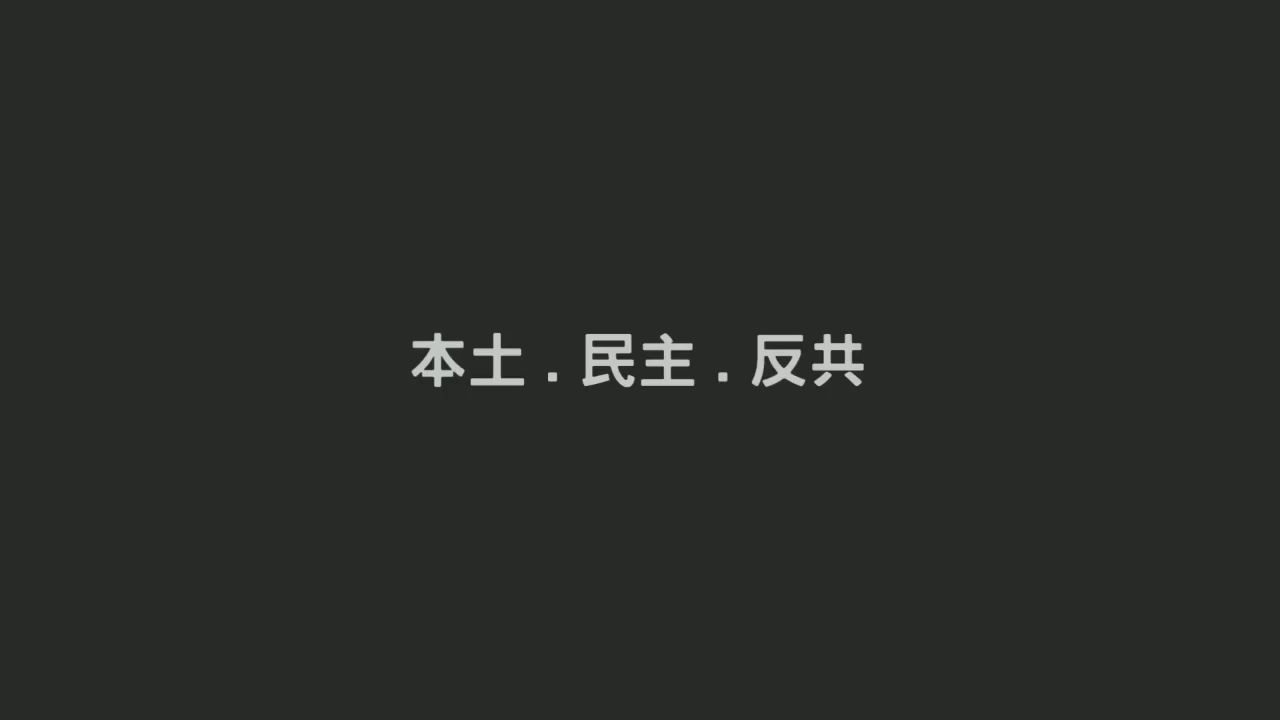 本土 . 民主 . 反共